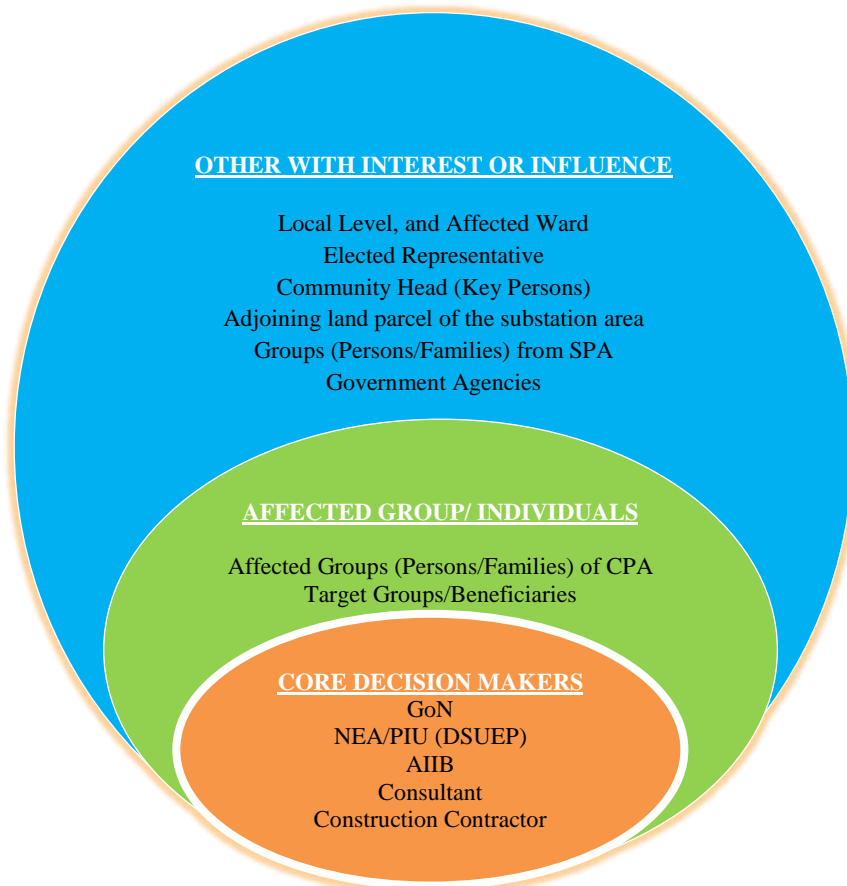 OTHER WITH INTEREST OR INFLUENCE
Local Level, and Affected Ward
Elected Representative
Community Head (Key Persons)
Adjoining land parcel of the substation area
Groups (Persons/Families) from SPA
Government Agencies
AFFECTED GROUP/ INDIVIDUALS
Affected Groups (Persons/Families) of CPA
Target Groups/Beneficiaries
CORE DECISION MAKERS
GoN
NEA/PIU (DSUEP)
AIIB
Consultant
Construction Contractor